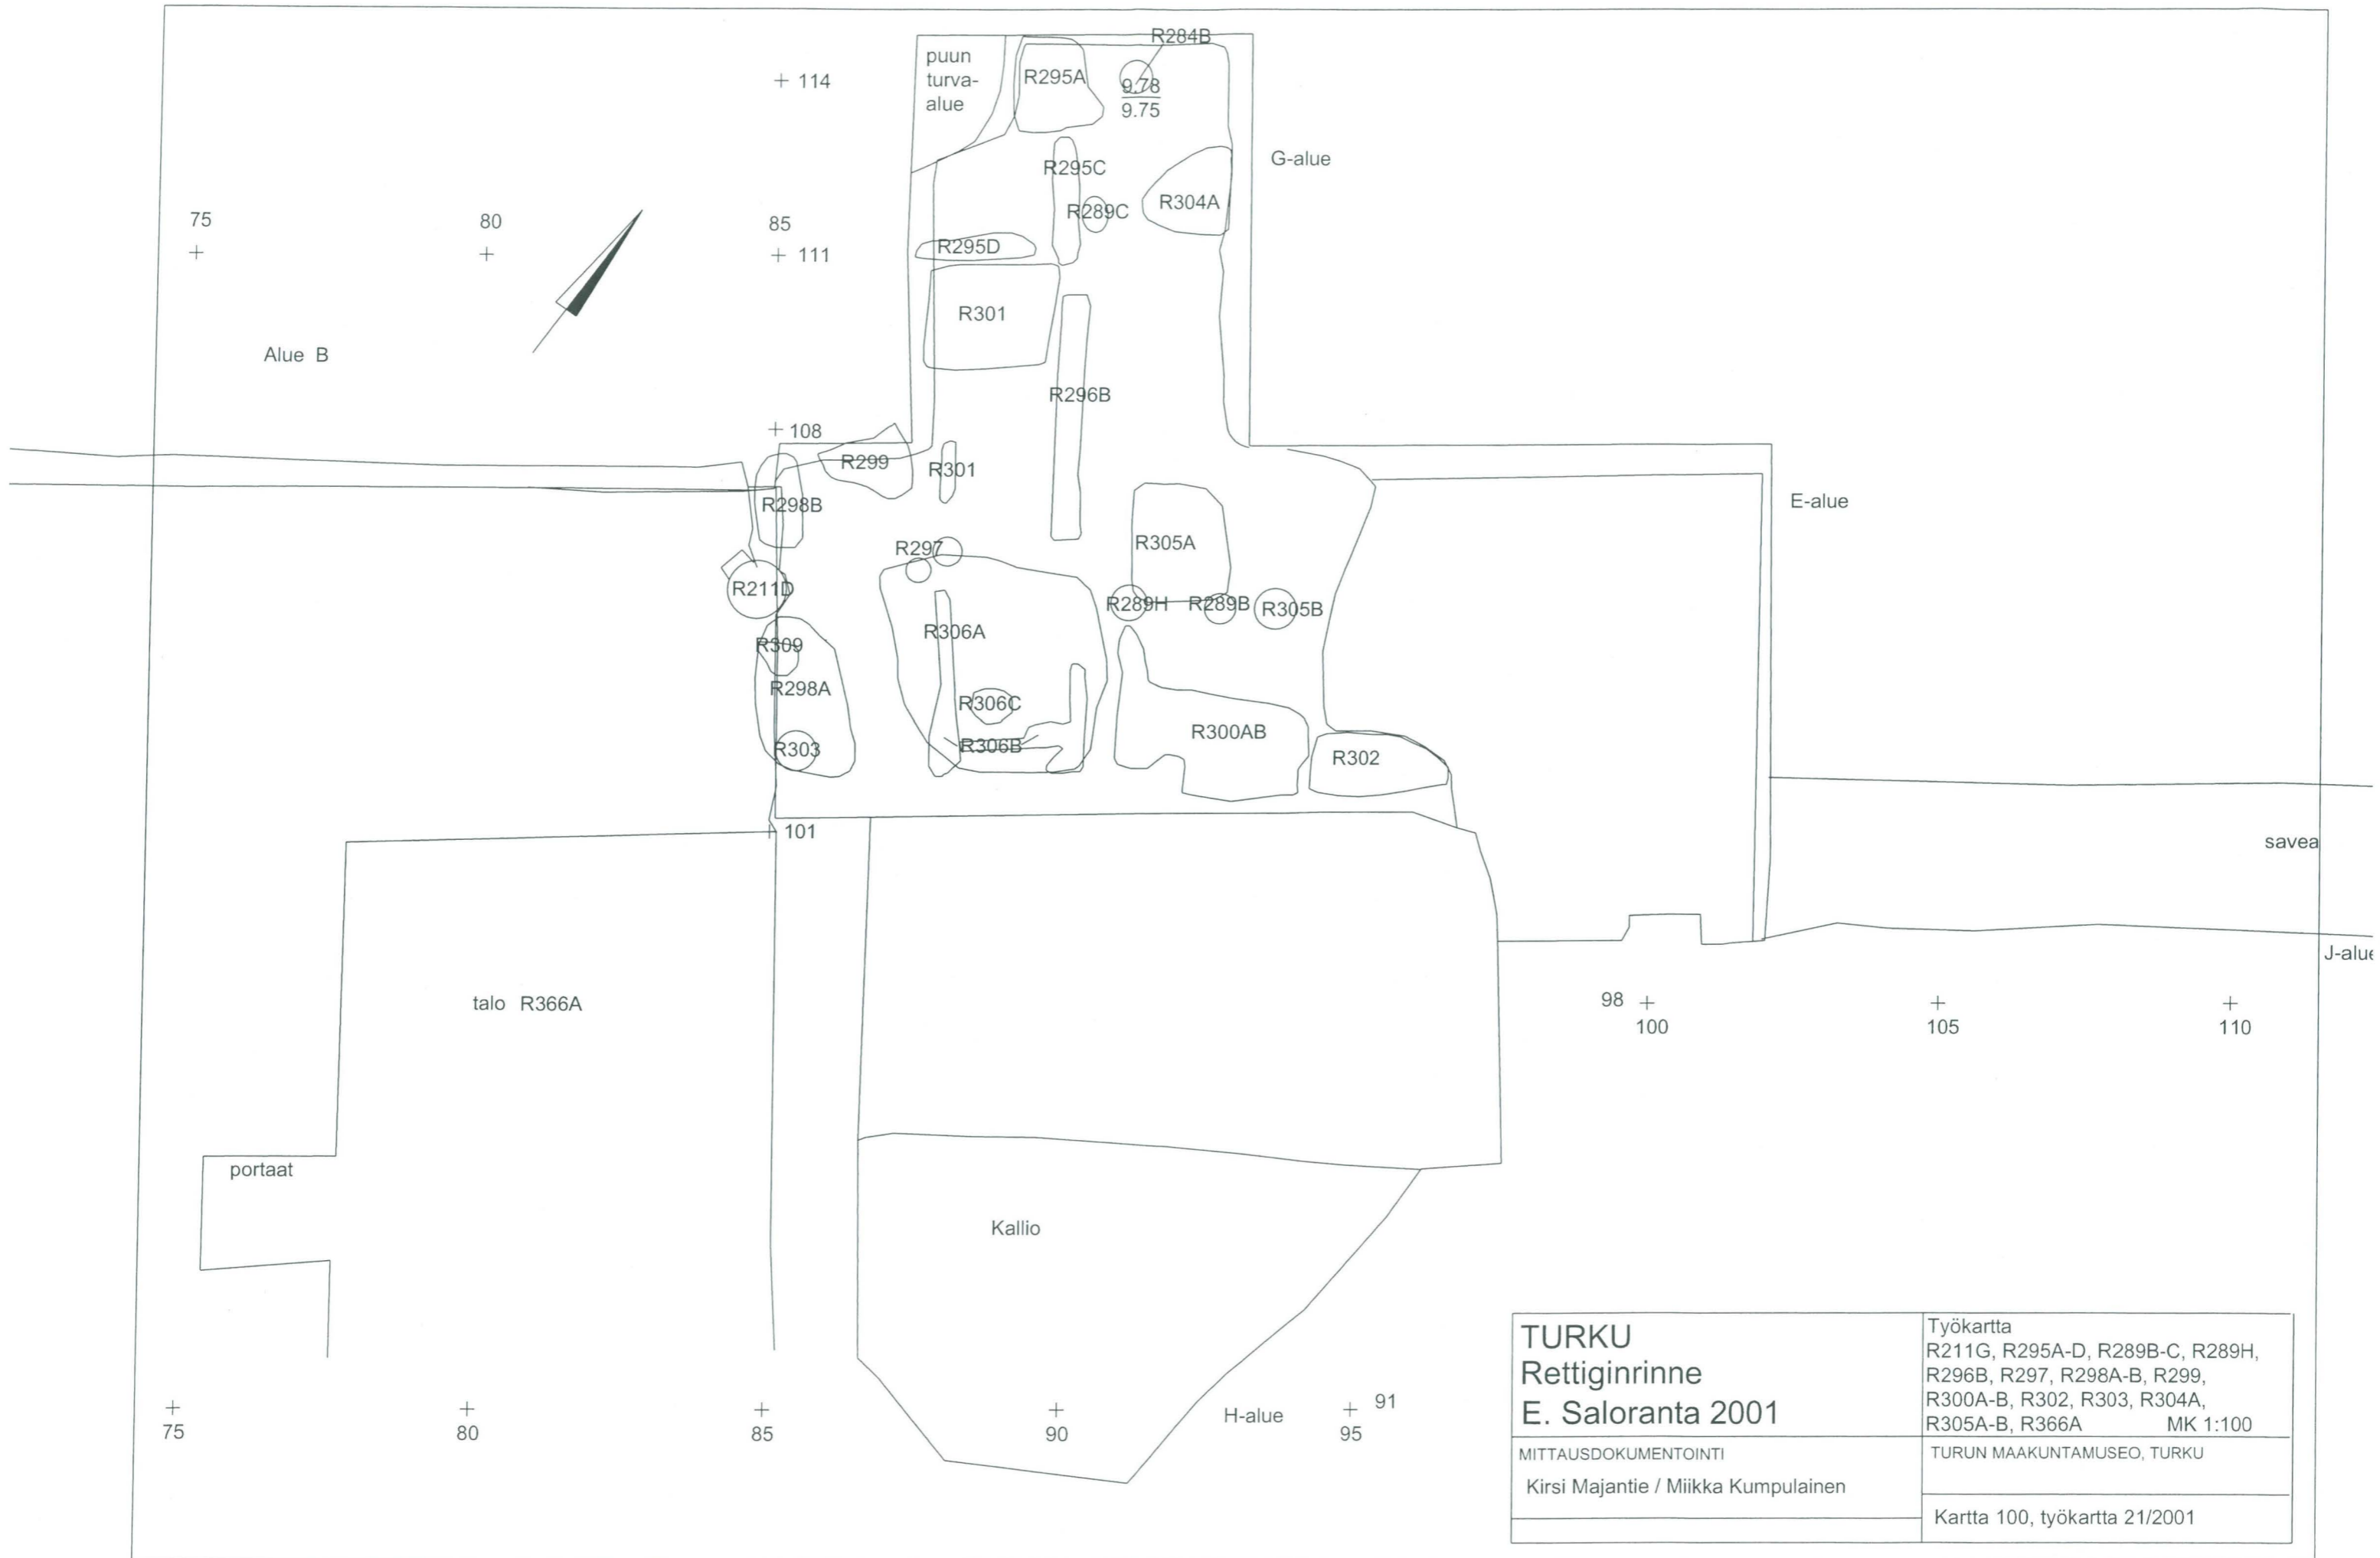 R284B
puun
turva-
alue
R295A
+ 114
9.78
9.75
G-alue
R295C
R304A
R289C
75
80
85
+ 111
R295D
R301
Alue B
R296B
+ 108
R299
R301
R298B
E-alue
R305A
R297
R211D
R289H
R289B
R305B
R306A
R309
R298A
R306C
R300AB
R306B
R303
R302
101
savea
J-alue
talo R366A
98
100
105
110
portaat
Kallio
91
H-alue
75
80
85
90
95
TURKU
Rettiginrinne
E. Saloranta 2001
Työkartta
R211G, R295A-D, R289B-C, R289H,
R296B, R297, R298A-B, R299,
R300A-B, R302, R303, R304A,
R305A-B, R366A MK 1:100
MITTAUSDOKUMENTOINTI
Kirsi Majantie / Miikka Kumpulainen
TURUN MAAKUNTAMUSEO, TURKU
Kartta 100, työkartta 21/2001